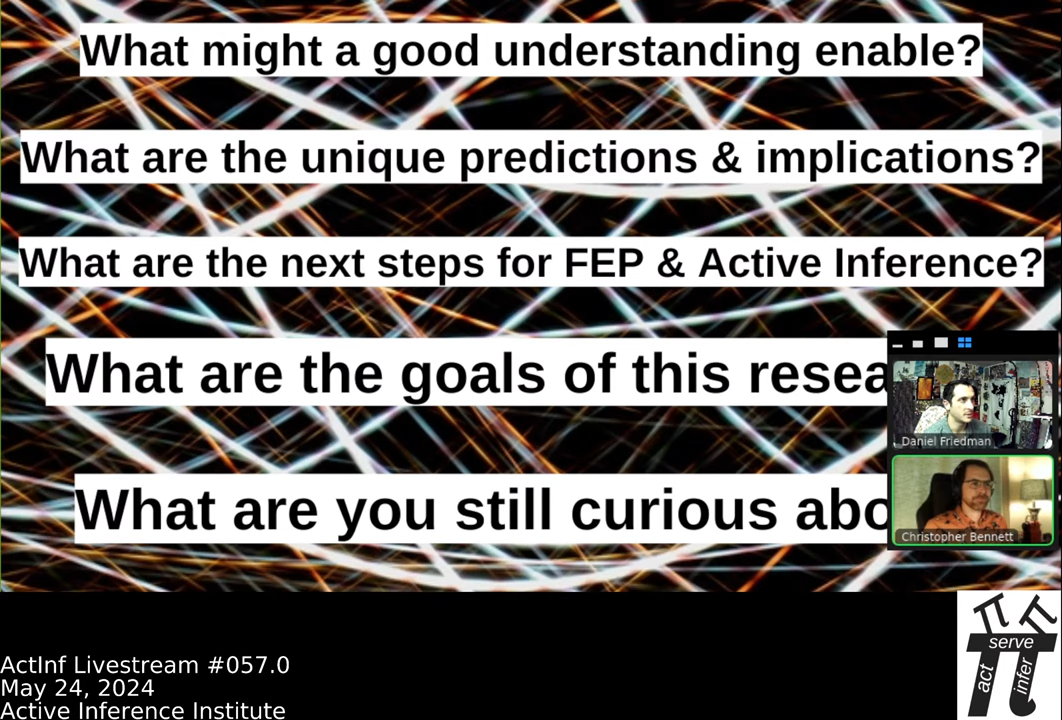 What might a good understanding enable?
What are the unique predictions & implications?
What are the next steps for FEP & Active Inference?
What are the goals of this resea
What are you still curious abo
Daniel Friedman
Christopher Bennett
ActInf Livestream #057.0
May 24, 2024
Active Inference Institute
serve
act
infer